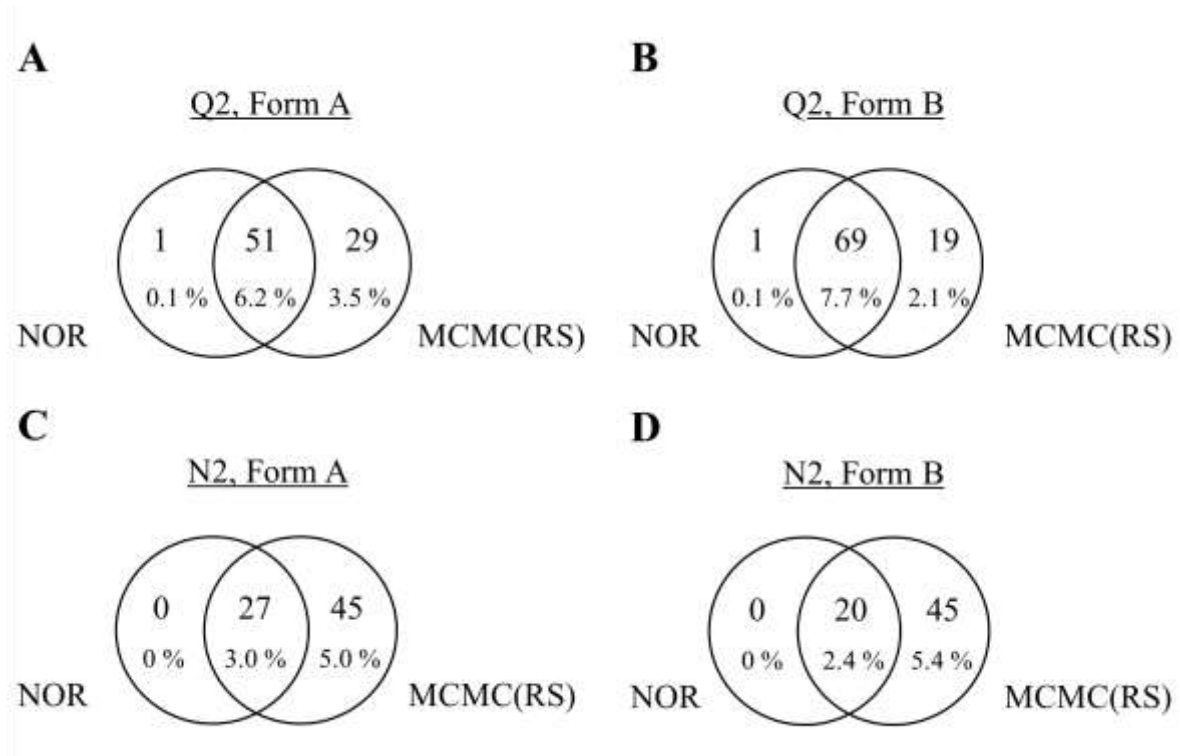 A
Q2, Form A
1 51 29
0.1 % 6.2 % 3.5 %
NOR MCMC(RS)
B
Q2, Form B
1 69 19
0.1 % 7.7 % 2.1 %
NOR MCMC(RS)
C
N2, Form A
0 27 45
0 % 3.0 % 5.0 %
NOR MCMC(RS)
D
N2, Form B
0 20 45
0 % 2.4 % 5.4 %
NOR MCMC(RS)